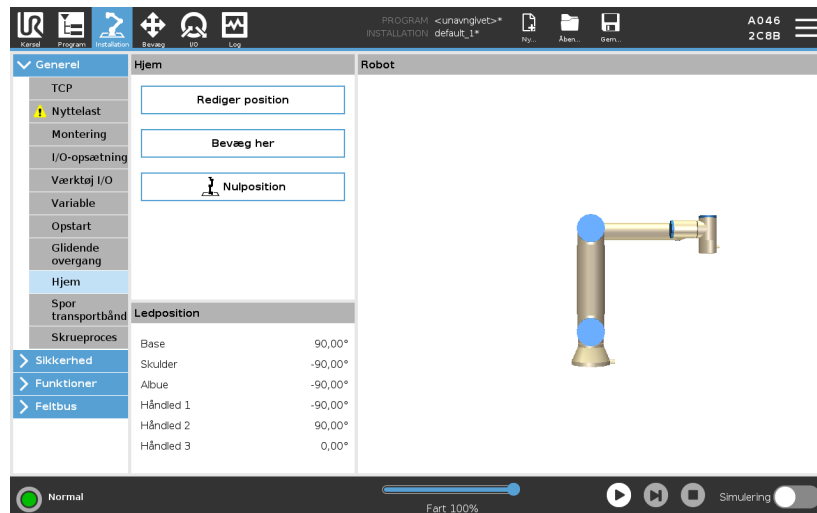 UR
PROGRAM <unavngivet>*
INSTALLATION default_1*
A046
2C8B
Kørsel Program Installation Bevæg I/O Log
Ny... Åben... Gem...
Generel
TCP
Nyttelast
Montering
I/O-opsætning
Værktøj I/O
Variable
Opstart
Glidende
overgang
Hjem
Spor
transportbånd
Skrueproces
Sikkerhed
Funktioner
Feltbus
Hjem
Rediger position
Bevæg her
Nulposition
Ledposition
Base 90,00°
Skulder -90,00°
Albue -90,00°
Håndled 1 -90,00°
Håndled 2 90,00°
Håndled 3 0,00°
Robot
Normal
Fart 100%
Simulering